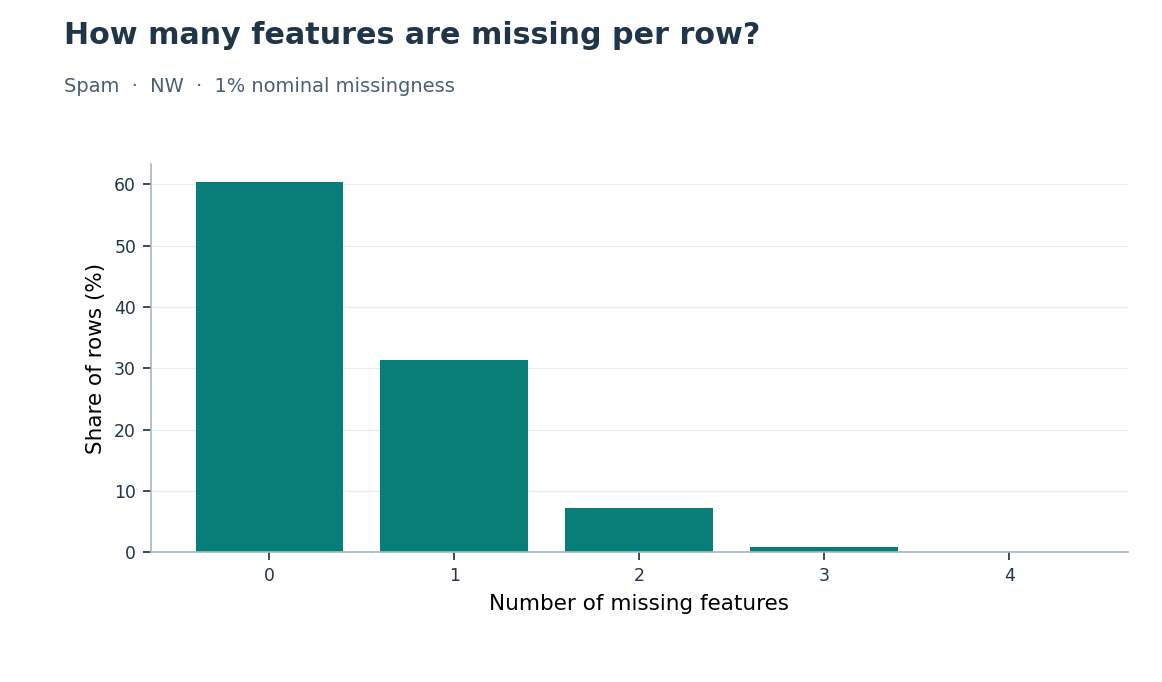 How many features are missing per row?
Spam · NW · 1% nominal missingness
Share of rows (%)
60
50
40
30
20
10
0
0 1 2 3 4
Number of missing features